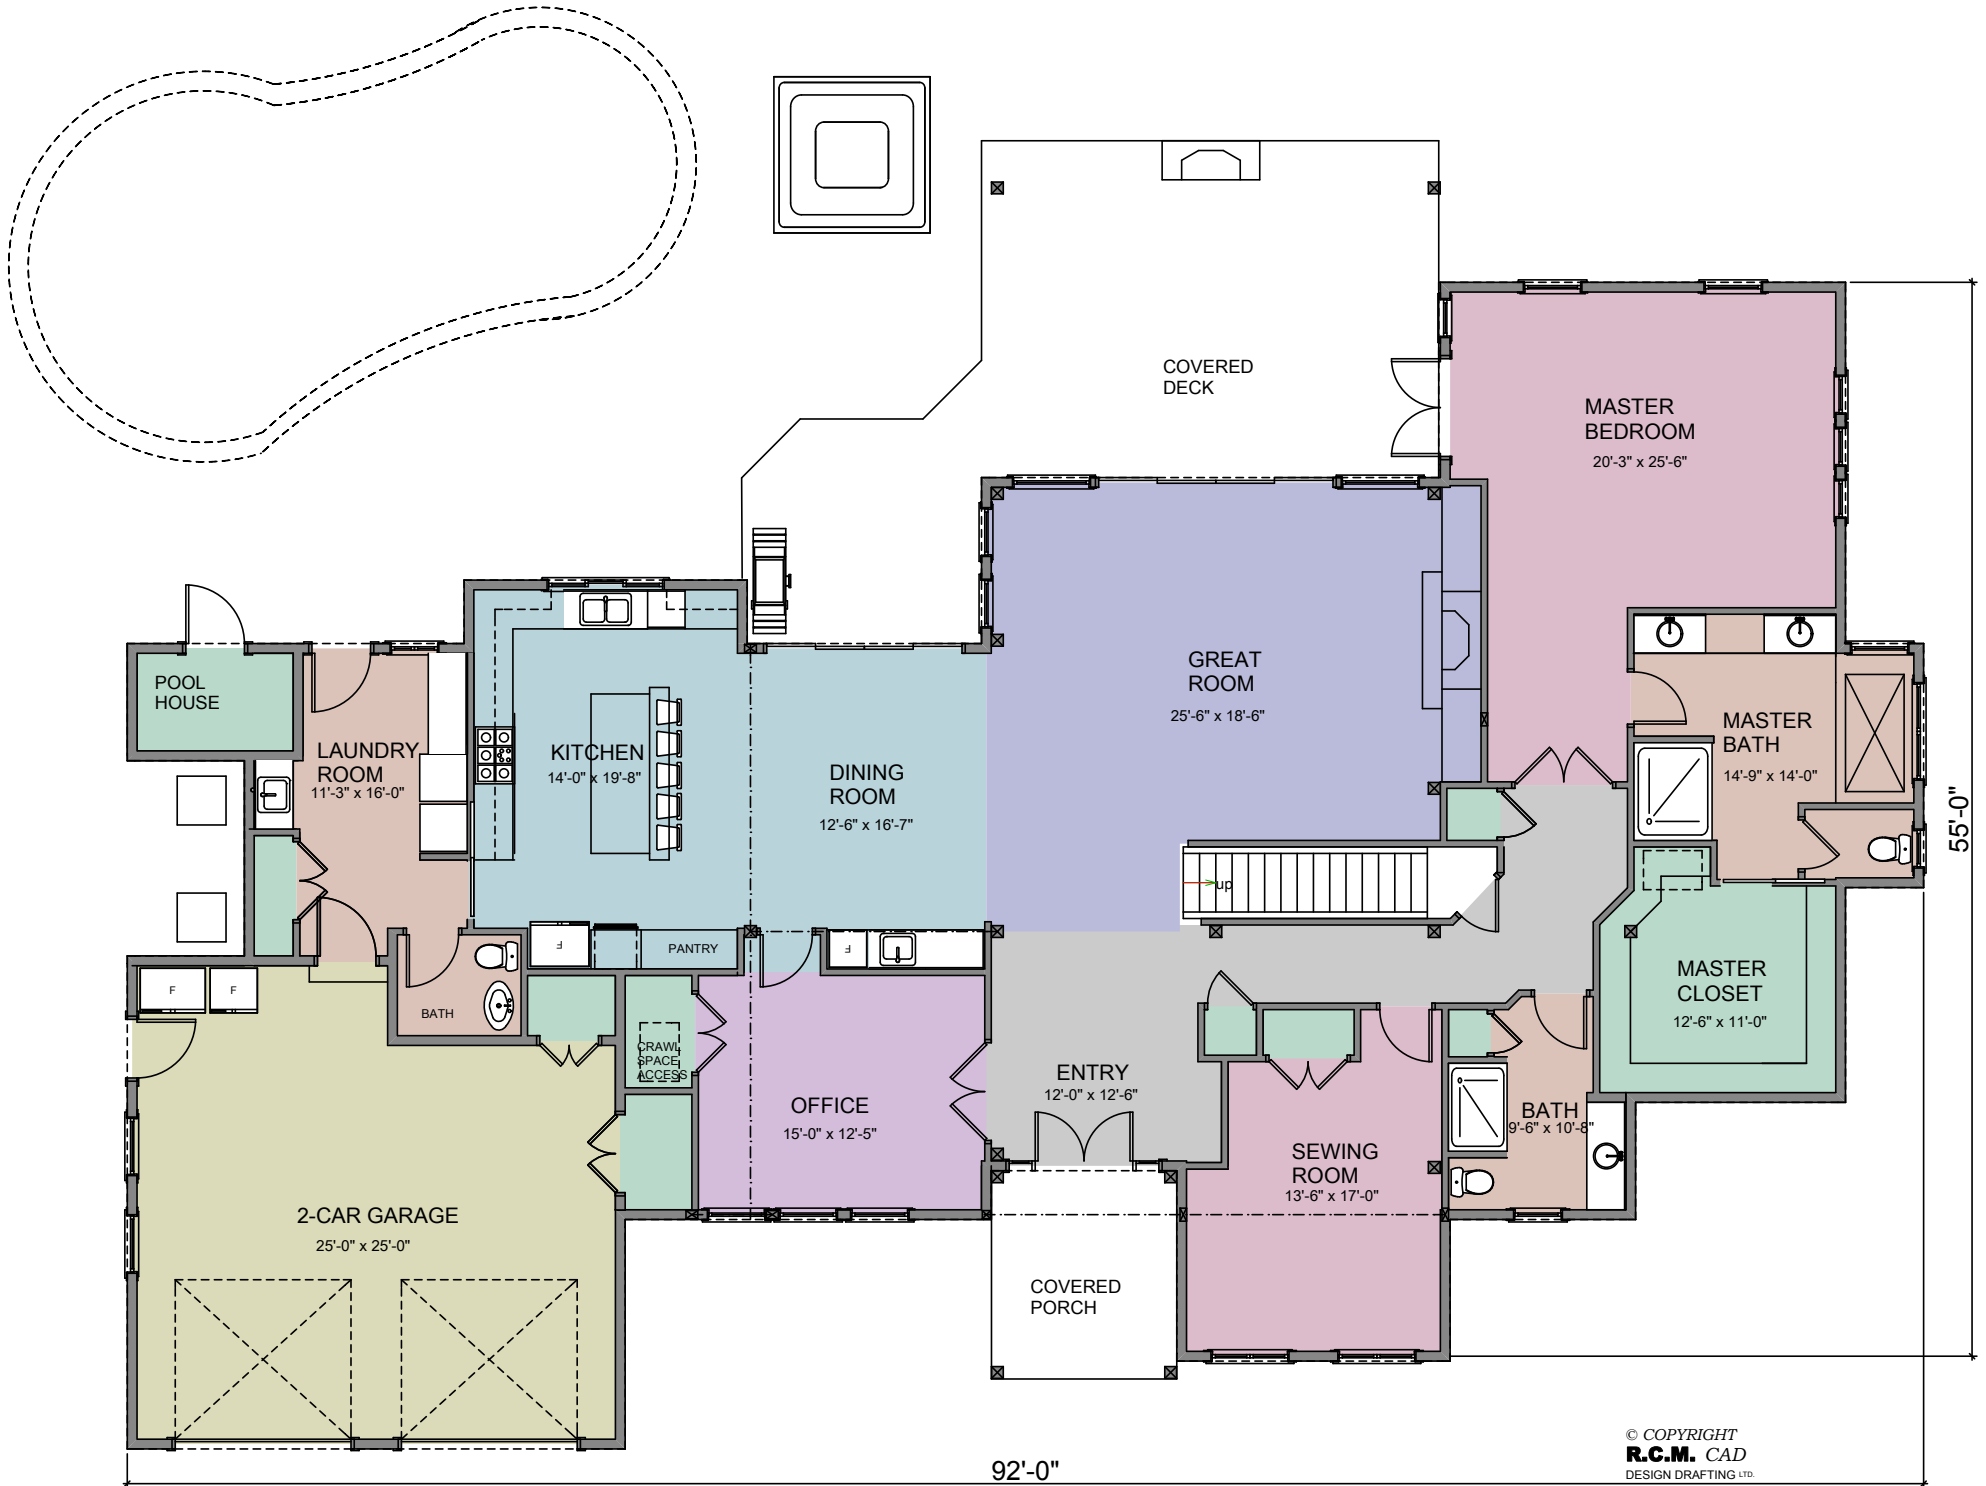 COVERED
DECK
MASTER
BEDROOM
20'-3" x 25'-6"
POOL
HOUSE
LAUNDRY
ROOM
11'-3" x 16'-0"
KITCHEN
14'-0" x 19'-8"
DINING
ROOM
12'-6" x 16'-7"
GREAT
ROOM
25'-6" x 18'-6"
MASTER
BATH
14'-9" x 14'-0"
55'-0"
up
F
PANTRY
F
F
F
BATH
MASTER
CLOSET
12'-6" x 11'-0"
CRAWL
SPACE
ACCESS
OFFICE
15'-0" x 12'-5"
ENTRY
12'-0" x 12'-6"
SEWING
ROOM
13'-6" x 17'-0"
BATH
9'-6" x 10'-8"
2-CAR GARAGE
25'-0" x 25'-0"
COVERED
PORCH
92'-0"
© COPYRIGHT
R.C.M. CAD
DESIGN DRAFTING LTD.